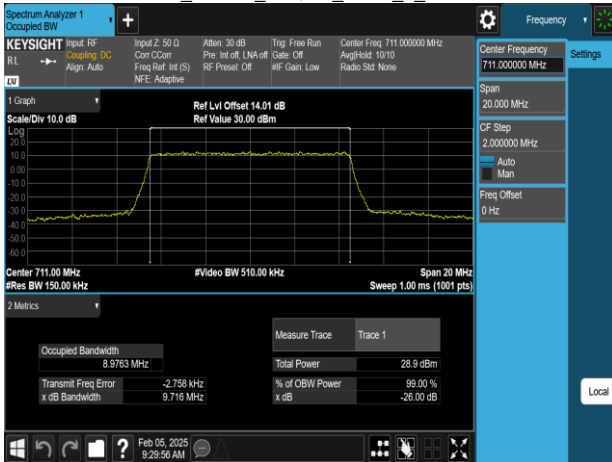 Spectrum Analyzer 1
Occupied BW
Frequency
KEYSIGHT
Input: RF
Coupling: DC
Align: Auto
RL
LXI
Input Z: 50 Ω
Corr CCorr
Freq Ref: Int (S)
NFE: Adaptive
Atten: 30 dB
Pre: Int off, LNA off
RF Presel: Off
Trig: Free Run
Gate: Off
#IF Gain: Low
Center Freq: 711.000000 MHz
Avg|Hold: 10/10
Radio Std: None
Center Frequency
711.000000 MHz
Settings
Span
20.000 MHz
CF Step
2.000000 MHz
Auto
Man
Freq Offset
0 Hz
Local
1 Graph
Scale/Div 10.0 dB
Ref Lvl Offset 14.01 dB
Ref Value 30.00 dBm
Log
20.0
10.0
0.00
-10.0
-20.0
-30.0
-40.0
-50.0
-60.0
Center 711.00 MHz
#Video BW 510.00 kHz
Span 20 MHz
#Res BW 150.00 kHz
Sweep 1.00 ms (1001 pts)
2 Metrics
Measure Trace
Trace 1
Occupied Bandwidth
8.9763 MHz
Total Power
28.9 dBm
Transmit Freq Error
-2.758 kHz
% of OBW Power
99.00 %
x dB Bandwidth
9.716 MHz
x dB
-26.00 dB
Feb 05, 2025
9:29:56 AM